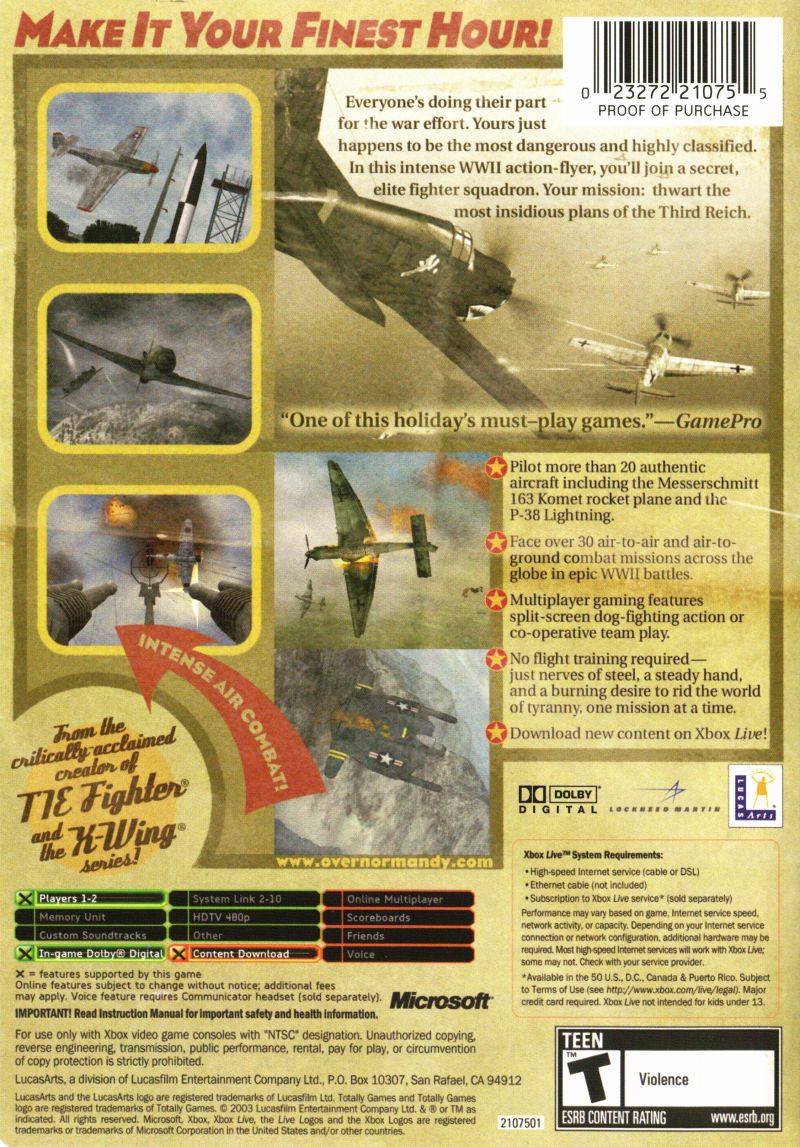 MAKE IT YOUR FINEST HOUR!
0 23272 21075 5
PROOF OF PURCHASE
Everyone's doing their part
for the war effort. Yours just
happens to be the most dangerous and highly classified.
In this intense WWII action-flyer, you'll join a secret,
elite fighter squadron. Your mission: thwart the
most insidious plans of the Third Reich.
"One of this holiday's must–play games."—GamePro
Pilot more than 20 authentic
aircraft including the Messerschmitt
163 Komet rocket plane and the
P-38 Lightning.
Face over 30 air-to-air and air-to-
ground combat missions across the
globe in epic WWII battles.
Multiplayer gaming features
split-screen dog-fighting action or
co-operative team play.
No flight training required—
just nerves of steel, a steady hand,
and a burning desire to rid the world
of tyranny, one mission at a time.
Download new content on Xbox Live!
INTENSE AIR COMBAT!
From the
critically-acclaimed
creator of
TIE Fighter®
and the
the X-Wing®
series!
www.overnormandy.com
DOLBY
DIGITAL
LOCKHEED MARTIN
LUCAS
Arts
Xbox Live™ System Requirements:
• High-speed Internet service (cable or DSL)
• Ethernet cable (not included)
• Subscription to Xbox Live service* (sold separately)
Performance may vary based on game, Internet service speed,
network activity, or capacity. Depending on your Internet service
connection or network configuration, additional hardware may be
required. Most high-speed Internet services will work with Xbox Live;
some may not. Check with your service provider.
*Available in the 50 U.S., D.C., Canada & Puerto Rico. Subject
to Terms of Use (see http://www.xbox.com/live/legal). Major
credit card required. Xbox Live not intended for kids under 13.
Players 1-2
System Link 2-10
Online Multiplayer
Memory Unit
HDTV 480p
Scoreboards
Custom Soundtracks
Other
Friends
In-game Dolby® Digital
Content Download
Voice
X = features supported by this game
Online features subject to change without notice; additional fees
may apply. Voice feature requires Communicator headset (sold separately).
Microsoft®
IMPORTANT! Read Instruction Manual for important safety and health information.
For use only with Xbox video game consoles with "NTSC" designation. Unauthorized copying,
reverse engineering, transmission, public performance, rental, pay for play, or circumvention
of copy protection is strictly prohibited.
LucasArts, a division of Lucasfilm Entertainment Company Ltd., P.O. Box 10307, San Rafael, CA 94912
LucasArts and the LucasArts logo are registered trademarks of Lucasfilm Ltd. Totally Games and Totally Games
logo are registered trademarks of Totally Games. © 2003 Lucasfilm Entertainment Company Ltd. & ® or TM as
indicated. All rights reserved. Microsoft, Xbox, Xbox Live, the Live Logos and the Xbox Logos are registered
trademarks or trademarks of Microsoft Corporation in the United States and/or other countries.
2107501
TEEN
T
TM
Violence
ESRB CONTENT RATING
www.esrb.org